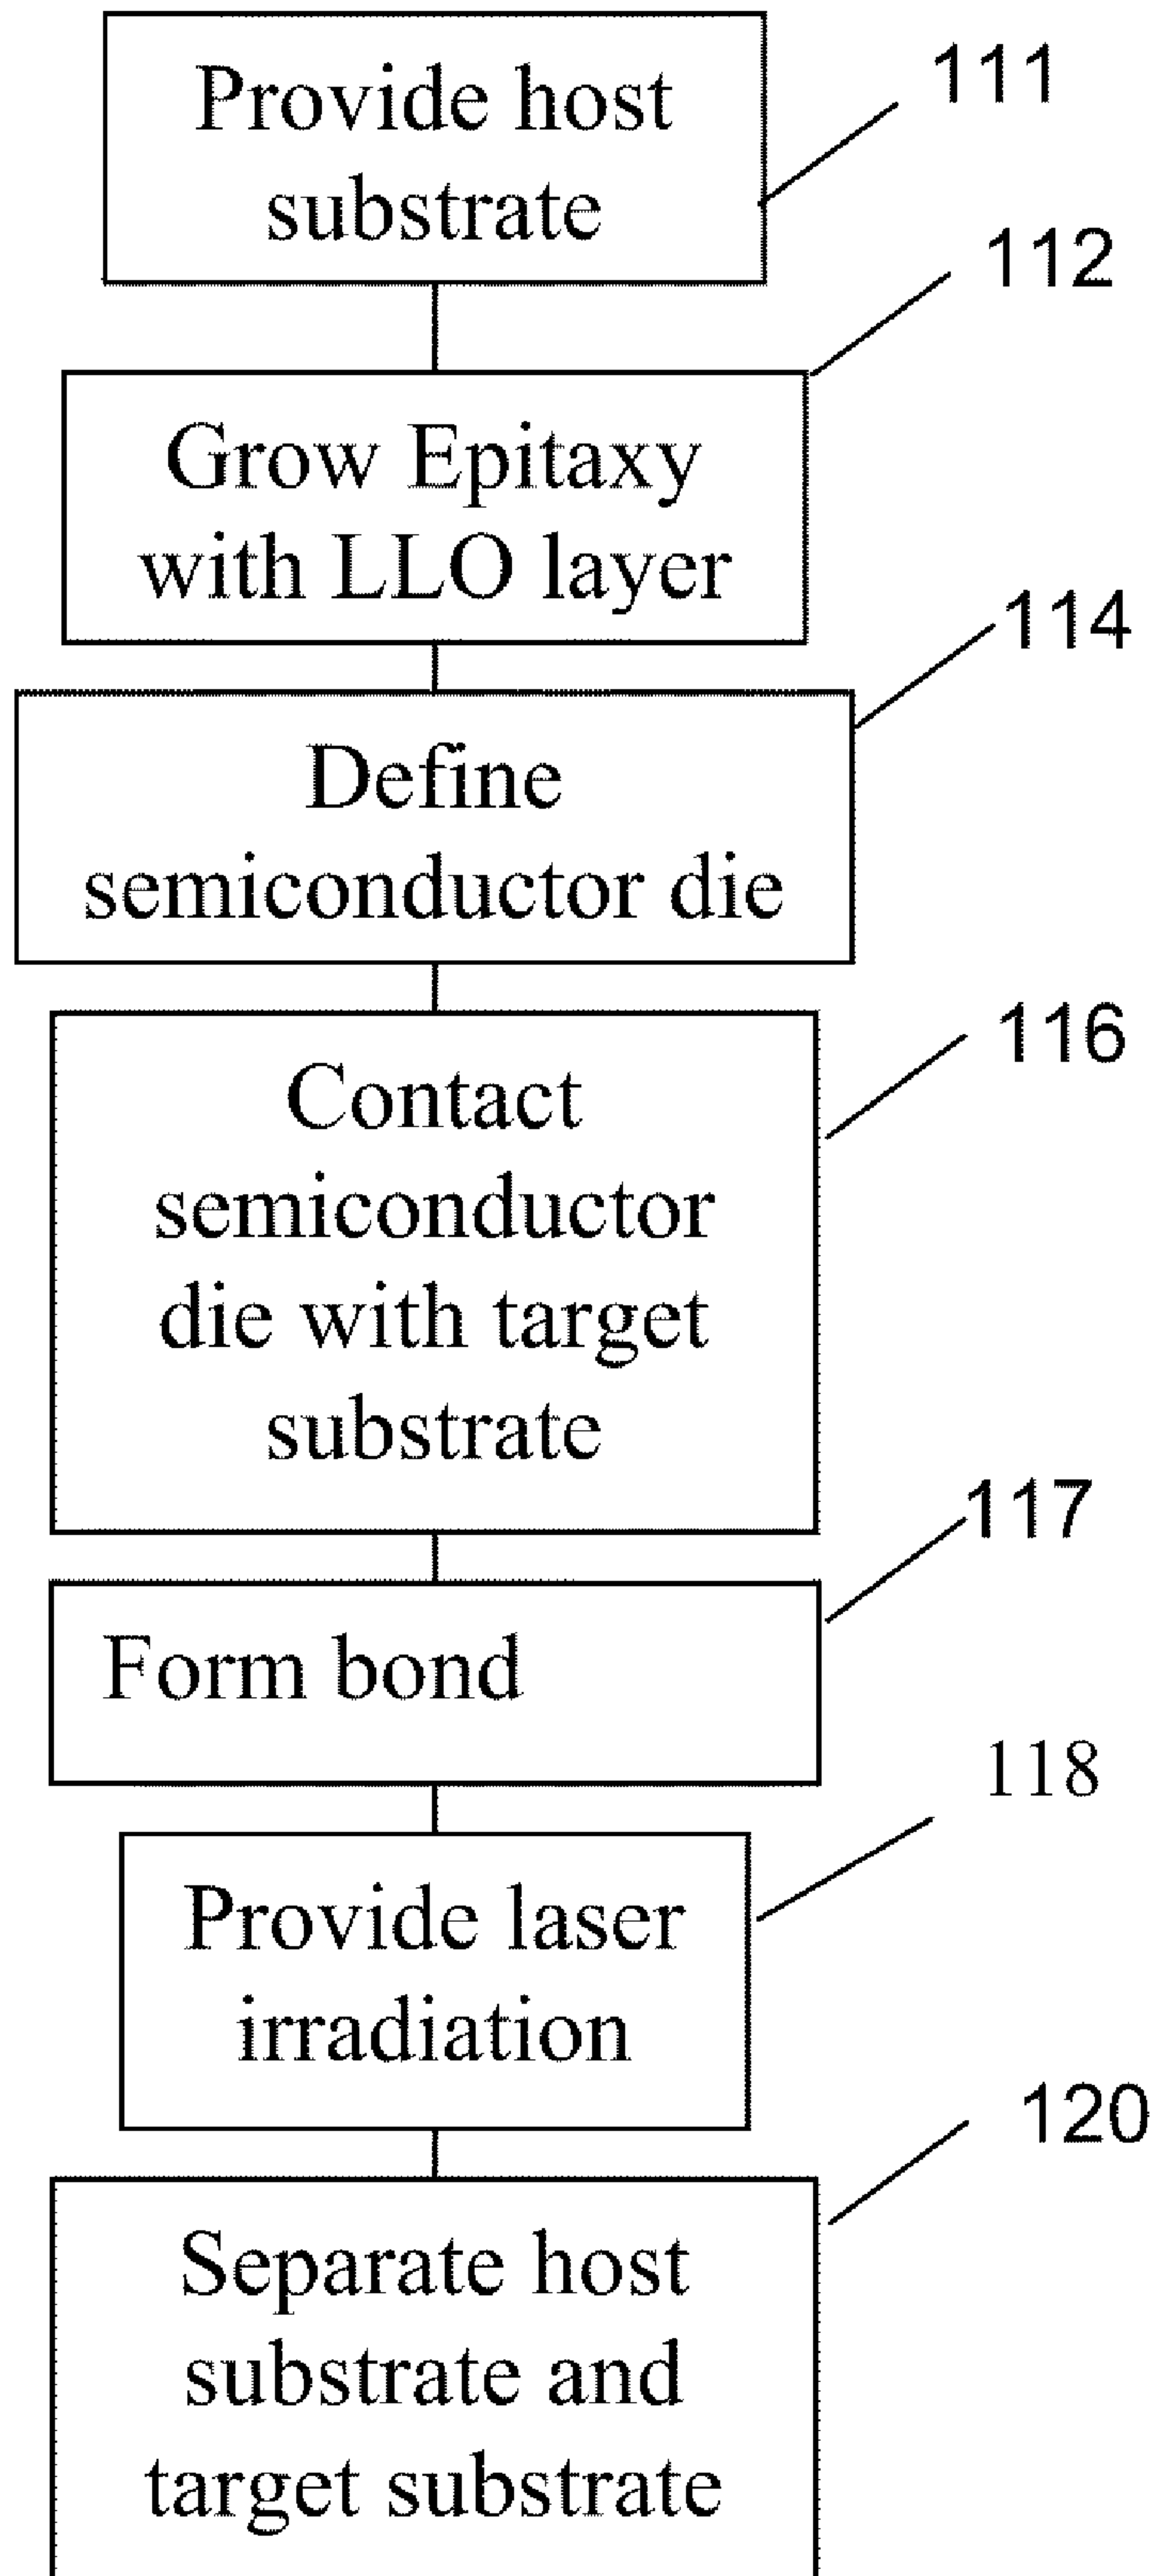 Provide host
substrate
111
Grow Epitaxy
with LLO layer
112
Define
semiconductor die
114
Contact
semiconductor
die with target
substrate
116
Form bond
117
Provide laser
irradiation
118
Separate host
substrate and
target substrate
120